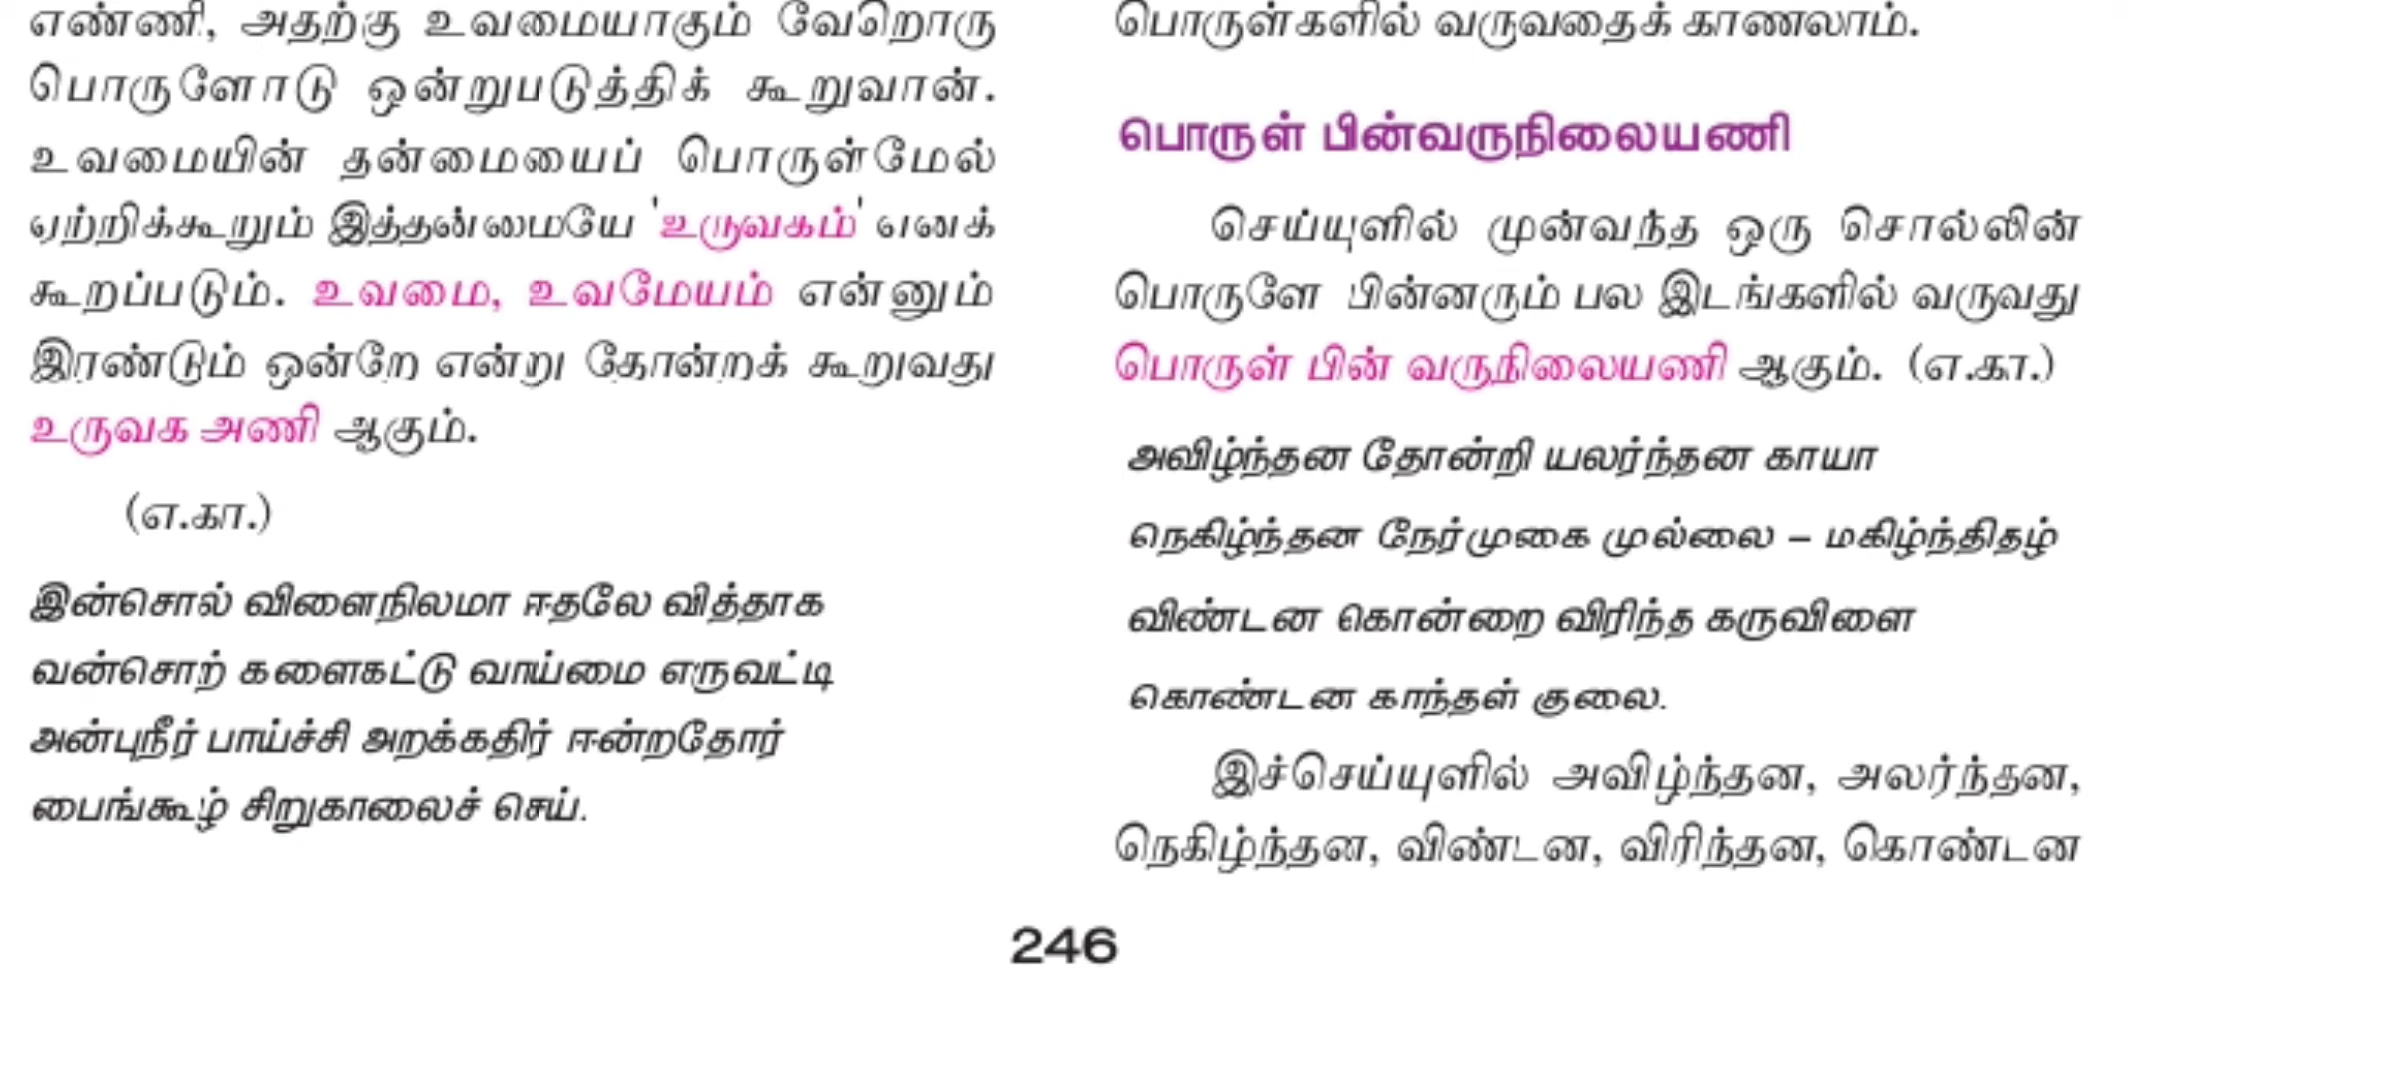 எண்ணி, அதற்கு உவமையாகும் வேறொரு
பொருளோடு ஒன்றுபடுத்திக் கூறுவான்.
உவமையின் தன்மையைப் பொருள்மேல்
ஏற்றிக்கூறும் இத்தன்மையே 'உருவகம்' எனக்
கூறப்படும். உவமை, உவமேயம் என்னும்
இரண்டும் ஒன்றே என்று தோன்றக் கூறுவது
உருவக அணி ஆகும்.
(எ.கா.)
இன்சொல் விளைநிலமா ஈதலே வித்தாக
வன்சொற் களைகட்டு வாய்மை எருவட்டி
அன்புநீர் பாய்ச்சி அறக்கதிர் ஈன்றதோர்
பைங்கூழ் சிறுகாலைச் செய்.
பொருள்களில் வருவதைக் காணலாம்.
பொருள் பின்வருநிலையணி
செய்யுளில் முன்வந்த ஒரு சொல்லின்
பொருளே பின்னரும் பல இடங்களில் வருவது
பொருள் பின் வருநிலையணி ஆகும். (எ.கா.)
அவிழ்ந்தன தோன்றி யலர்ந்தன காயா
நெகிழ்ந்தன நேர்முகை முல்லை – மகிழ்ந்திதழ்
விண்டன கொன்றை விரிந்த கருவிளை
கொண்டன காந்தள் குலை.
இச்செய்யுளில் அவிழ்ந்தன, அலர்ந்தன,
நெகிழ்ந்தன, விண்டன, விரிந்தன, கொண்டன
246